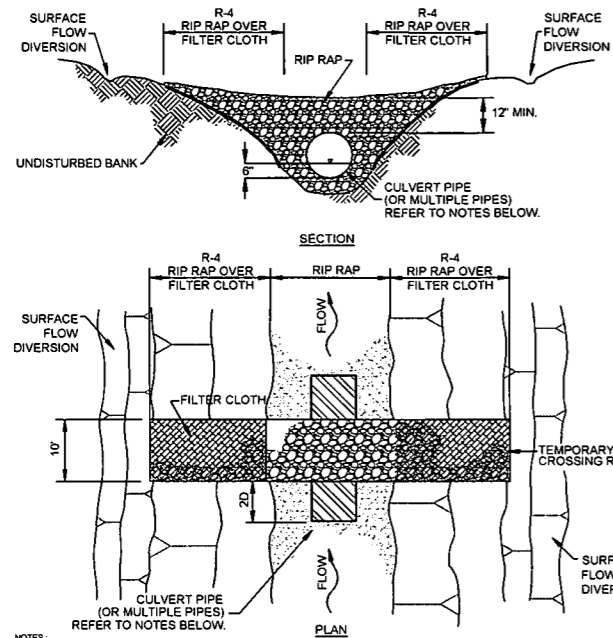 SURFACE
FLOW
DIVERSION
R-4
RIP RAP OVER
FILTER CLOTH
R-4
RIP RAP OVER
FILTER CLOTH
SURFACE
FLOW
DIVERSION
RIP RAP
12" MIN.
UNDISTURBED BANK
6"
CULVERT PIPE
(OR MULTIPLE PIPES)
REFER TO NOTES BELOW.
SECTION
R-4
RIP RAP OVER
FILTER CLOTH
RIP RAP
R-4
RIP RAP OVER
FILTER CLOTH
SURFACE
FLOW
DIVERSION
FLOW
FILTER CLOTH
10'
TEMPORARY
CROSSING R
2D
FLOW
SURF
FLOW
DIVER
CULVERT PIPE
(OR MULTIPLE PIPES)
REFER TO NOTES BELOW.
PLAN
NOTES: